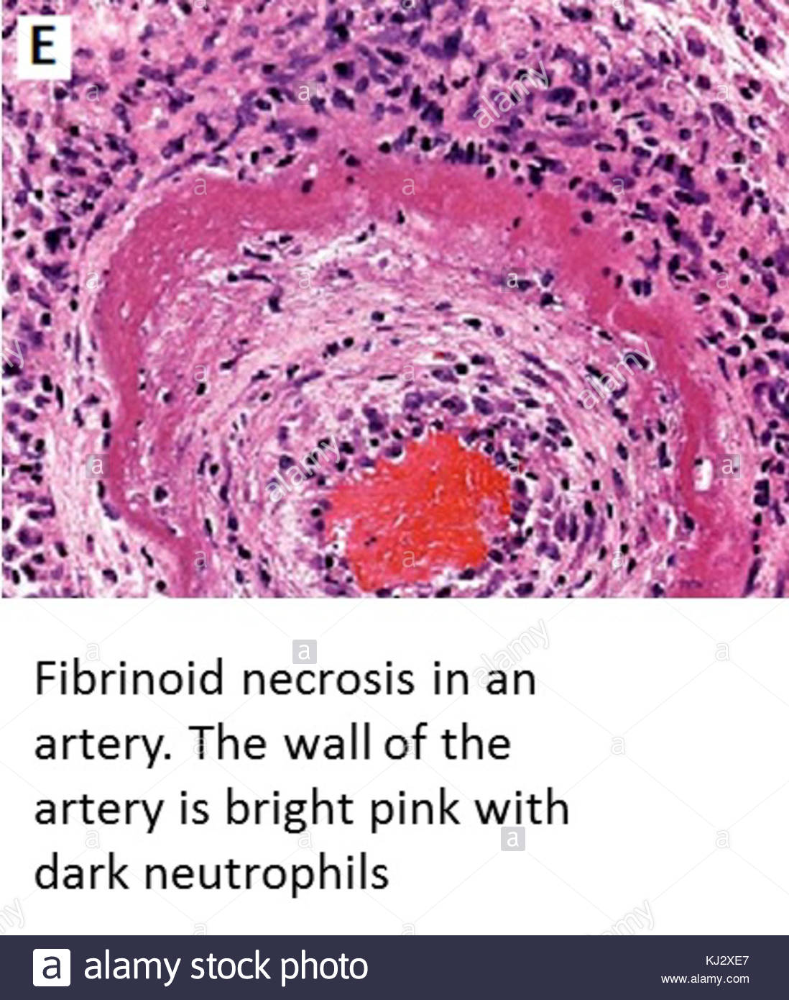 E
Fibrinoid necrosis in an
artery. The wall of the
artery is bright pink with
dark neutrophils
a alamy stock photo
KJ2XE7
www.alamy.com